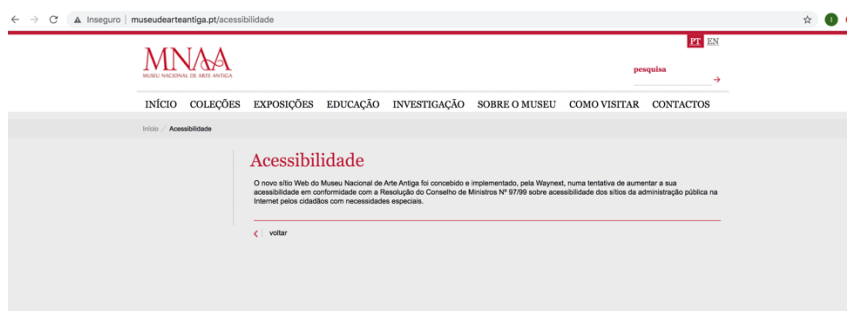 Inseguro | museudearteantiga.pt/acessibilidade
PT EN
MNAA
MUSEU NACIONAL DE ARTE ANTIGA
pesquisa
INÍCIO COLEÇÕES EXPOSIÇÕES EDUCAÇÃO INVESTIGAÇÃO SOBRE O MUSEU COMO VISITAR CONTACTOS
Início / Acessibilidade
Acessibilidade
O novo sítio Web do Museu Nacional de Arte Antiga foi concebido e implementado, pela Waynext, numa tentativa de aumentar a sua
acessibilidade em conformidade com a Resolução do Conselho de Ministros Nº 97/99 sobre acessibilidade dos sítios da administração pública na
Internet pelos cidadãos com necessidades especiais.
voltar